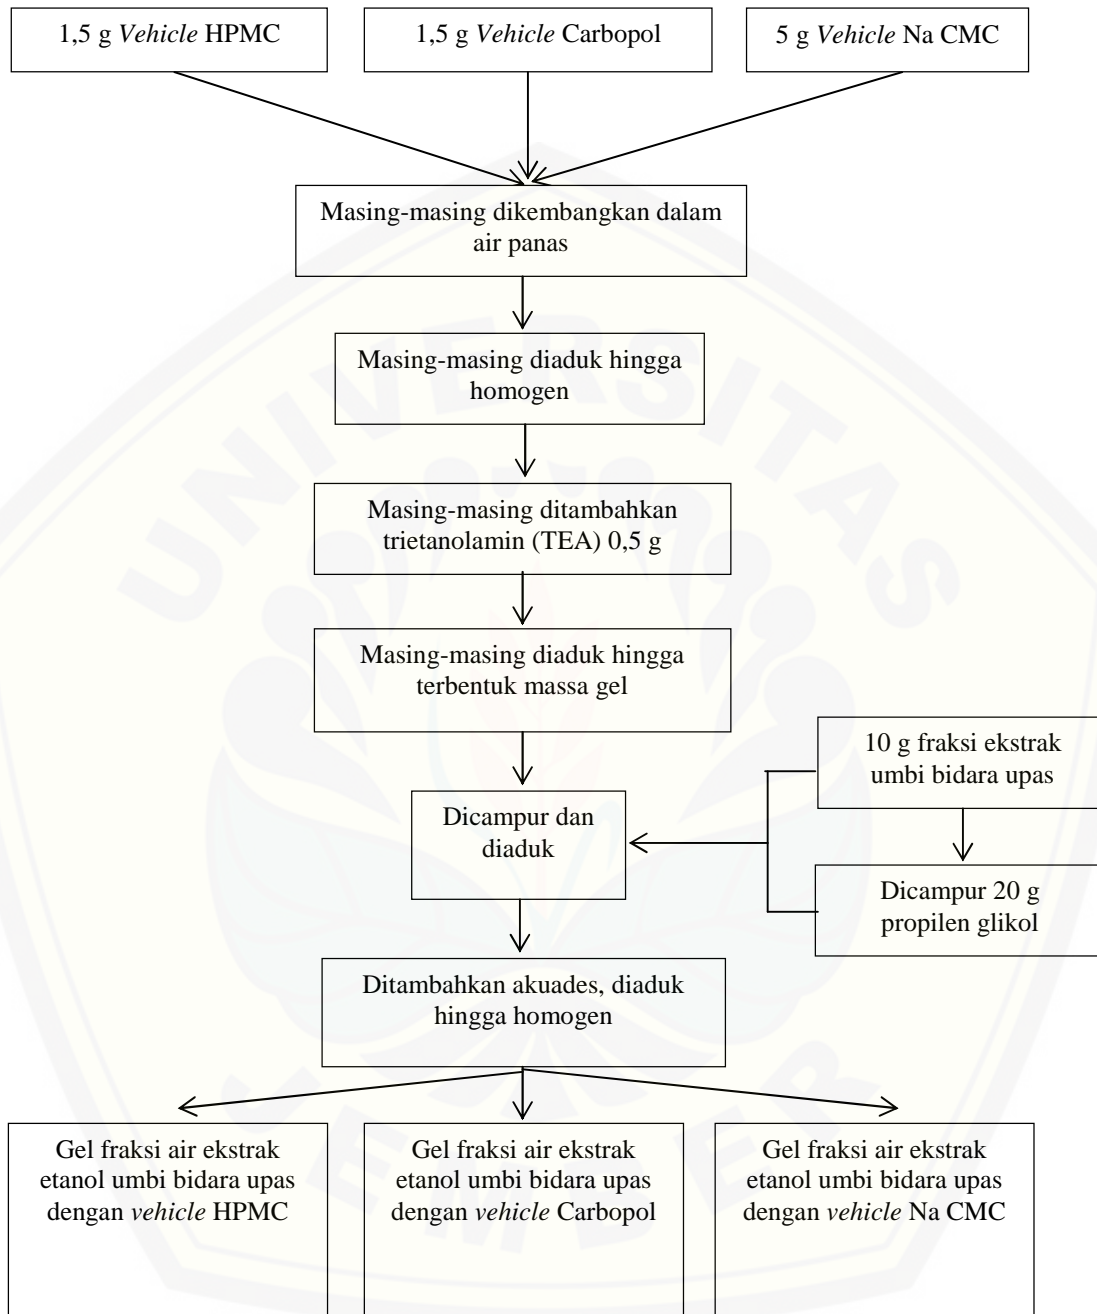 1,5 g Vehicle HPMC
1,5 g Vehicle Carbopol
5 g Vehicle Na CMC
Masing-masing dikembangkan dalam
air panas
Masing-masing diaduk hingga
homogen
Masing-masing ditambahkan
trietanolamin (TEA) 0,5 g
Masing-masing diaduk hingga
terbentuk massa gel
10 g fraksi ekstrak
umbi bidara upas
Dicampur dan
diaduk
Dicampur 20 g
propilen glikol
Ditambahkan akuades, diaduk
hingga homogen
Gel fraksi air ekstrak
etanol umbi bidara upas
dengan vehicle HPMC
Gel fraksi air ekstrak
etanol umbi bidara upas
dengan vehicle Carbopol
Gel fraksi air ekstrak
etanol umbi bidara upas
dengan vehicle Na CMC
UNIVERSITAS
JEMBER